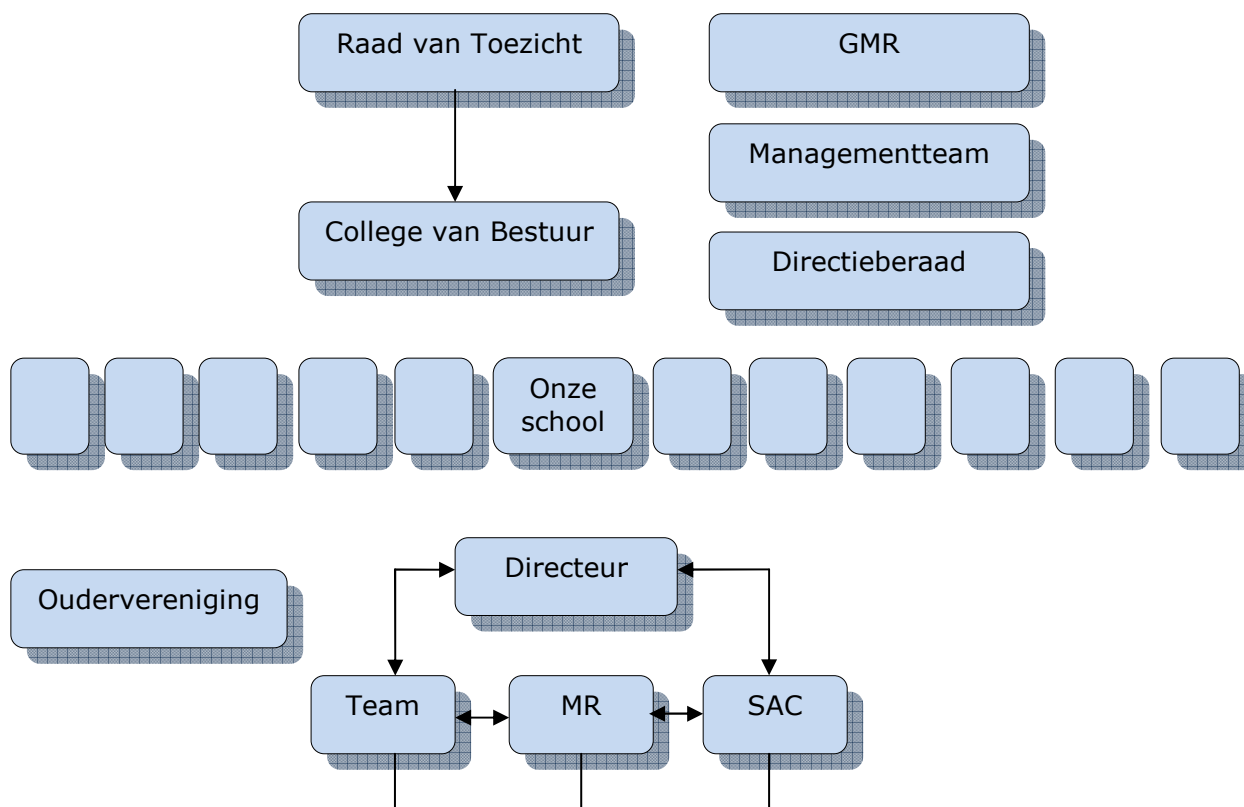 Raad van Toezicht
GMR
Managementteam
College van Bestuur
Directieberaad
Onze
school
Directeur
Oudervereniging
Team
MR
SAC